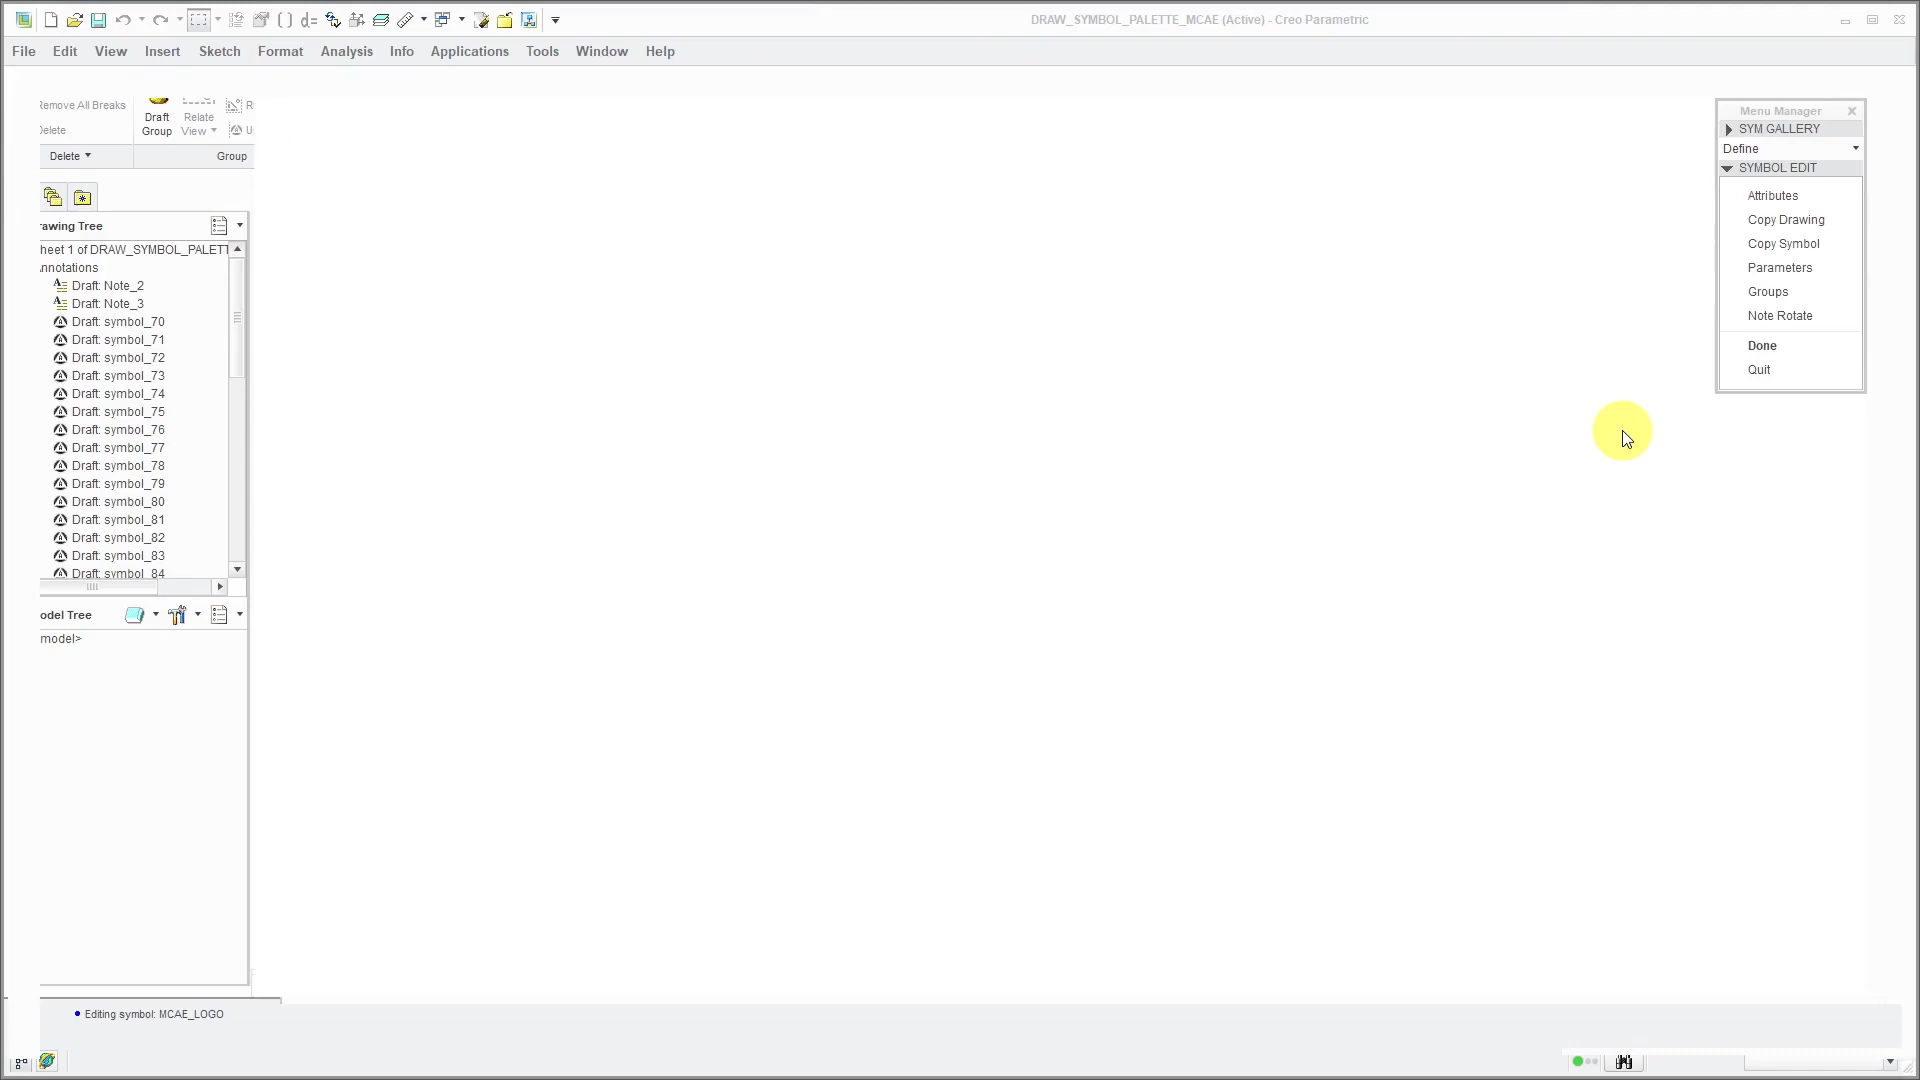 DRAW_SYMBOL_PALETTE_MCAE (Active) - Creo Parametric
File Edit View Insert Sketch Format Analysis Info Applications Tools Window Help
Remove All Breaks
Delete
Draft Group
Relate View
R
U
Delete
Group
rawing Tree
heet 1 of DRAW_SYMBOL_PALETT
nnotations
Draft: Note_2
Draft: Note_3
Draft: symbol_70
Draft: symbol_71
Draft: symbol_72
Draft: symbol_73
Draft: symbol_74
Draft: symbol_75
Draft: symbol_76
Draft: symbol_77
Draft: symbol_78
Draft: symbol_79
Draft: symbol_80
Draft: symbol_81
Draft: symbol_82
Draft: symbol_83
Draft: symbol_84
odel Tree
model>
Menu Manager
SYM GALLERY
Define
SYMBOL EDIT
Attributes
Copy Drawing
Copy Symbol
Parameters
Groups
Note Rotate
Done
Quit
Editing symbol: MCAE_LOGO